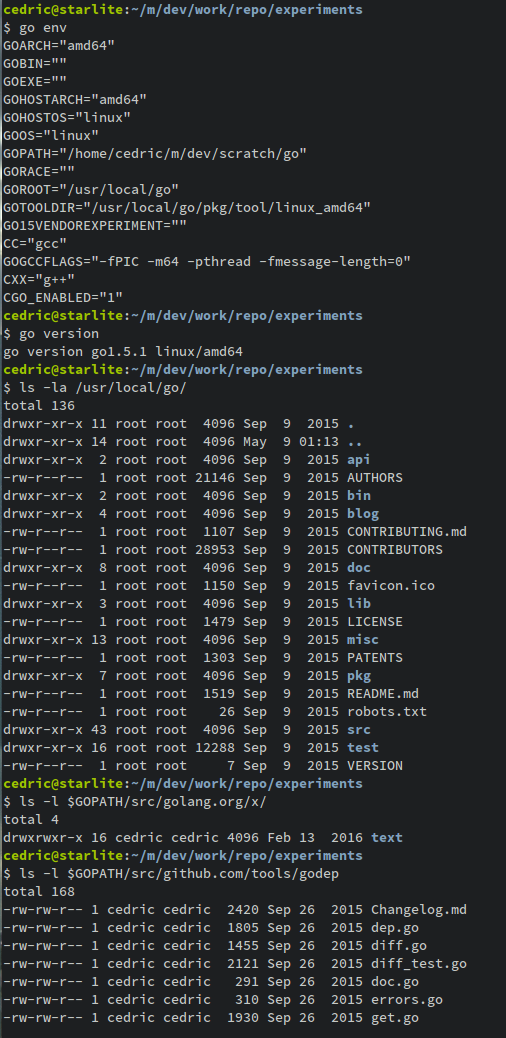 cedric@starlite:~/m/dev/work/repo/experiments
$ go env
GOARCH="amd64"
GOBIN=""
GOEXE=""
GOHOSTARCH="amd64"
GOHOSTOS="linux"
GOOS="linux"
GOPATH="/home/cedric/m/dev/scratch/go"
GORACE=""
GOROOT="/usr/local/go"
GOTOOLDIR="/usr/local/go/pkg/tool/linux_amd64"
GO15VENDOREXPERIMENT=""
CC="gcc"
GOGCCFLAGS="-fPIC -m64 -pthread -fmessage-length=0"
CXX="g++"
CGO_ENABLED="1"
cedric@starlite:~/m/dev/work/repo/experiments
$ go version
go version go1.5.1 linux/amd64
cedric@starlite:~/m/dev/work/repo/experiments
$ ls -la /usr/local/go/
total 136
drwxr-xr-x 11 root root  4096 Sep  9  2015 .
drwxr-xr-x 14 root root  4096 May  9 01:13 ..
drwxr-xr-x  2 root root  4096 Sep  9  2015 api
-rw-r--r--  1 root root 21146 Sep  9  2015 AUTHORS
drwxr-xr-x  2 root root  4096 Sep  9  2015 bin
drwxr-xr-x  4 root root  4096 Sep  9  2015 blog
-rw-r--r--  1 root root  1107 Sep  9  2015 CONTRIBUTING.md
-rw-r--r--  1 root root 28953 Sep  9  2015 CONTRIBUTORS
drwxr-xr-x  8 root root  4096 Sep  9  2015 doc
-rw-r--r--  1 root root  1150 Sep  9  2015 favicon.ico
drwxr-xr-x  3 root root  4096 Sep  9  2015 lib
-rw-r--r--  1 root root  1479 Sep  9  2015 LICENSE
drwxr-xr-x 13 root root  4096 Sep  9  2015 misc
-rw-r--r--  1 root root  1303 Sep  9  2015 PATENTS
drwxr-xr-x  7 root root  4096 Sep  9  2015 pkg
-rw-r--r--  1 root root  1519 Sep  9  2015 README.md
-rw-r--r--  1 root root    26 Sep  9  2015 robots.txt
drwxr-xr-x 43 root root  4096 Sep  9  2015 src
drwxr-xr-x 16 root root 12288 Sep  9  2015 test
-rw-r--r--  1 root root     7 Sep  9  2015 VERSION
cedric@starlite:~/m/dev/work/repo/experiments
$ ls -l $GOPATH/src/golang.org/x/
total 4
drwxrwxr-x 16 cedric cedric 4096 Feb 13  2016 text
cedric@starlite:~/m/dev/work/repo/experiments
$ ls -l $GOPATH/src/github.com/tools/godep
total 168
-rw-rw-r-- 1 cedric cedric  2420 Sep 26  2015 Changelog.md
-rw-rw-r-- 1 cedric cedric  1805 Sep 26  2015 dep.go
-rw-rw-r-- 1 cedric cedric  1455 Sep 26  2015 diff.go
-rw-rw-r-- 1 cedric cedric  2121 Sep 26  2015 diff_test.go
-rw-rw-r-- 1 cedric cedric   291 Sep 26  2015 doc.go
-rw-rw-r-- 1 cedric cedric   310 Sep 26  2015 errors.go
-rw-rw-r-- 1 cedric cedric  1930 Sep 26  2015 get.go